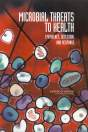 MICROBIAL THREATS
TO HEALTH
EMERGENCE, DETECTION,
AND RESPONSE